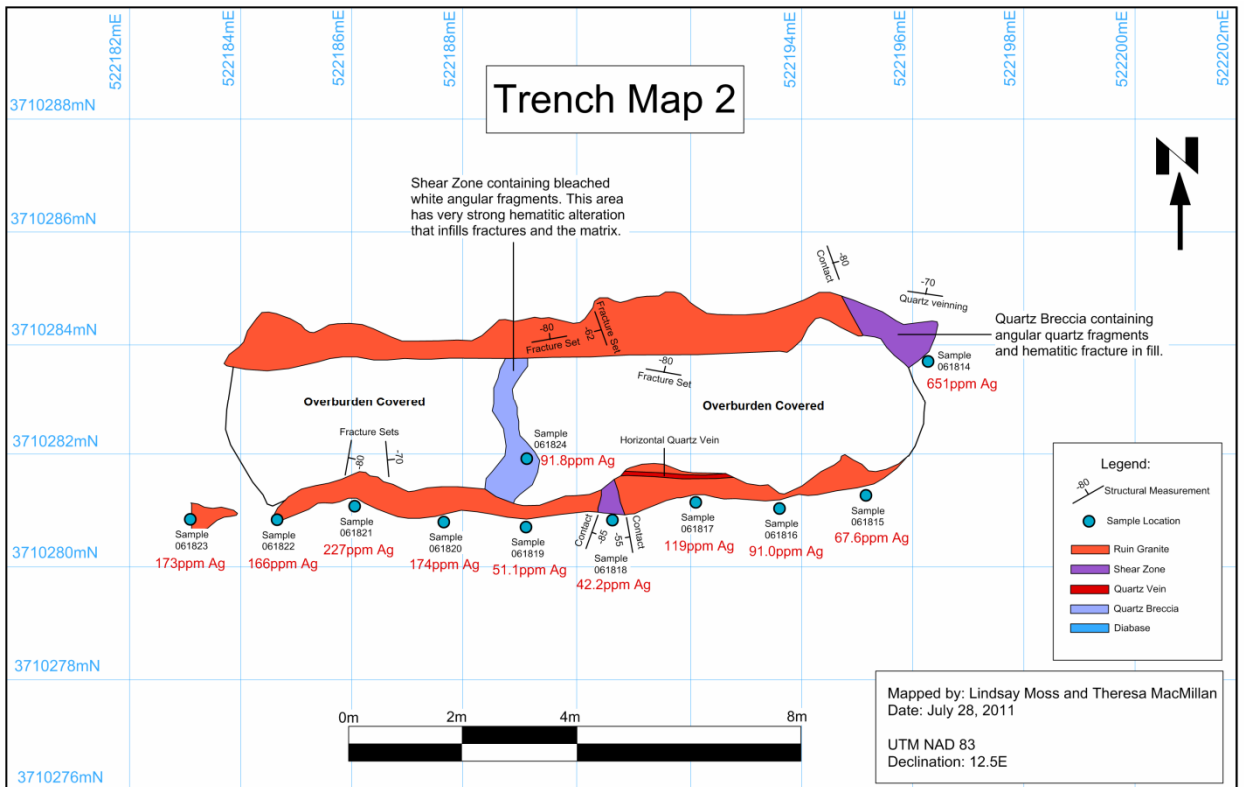 522182mE
522184mE
522186mE
522188mE
522194mE
522196mE
522198mE
522200mE
522202mE
3710288mN
3710286mN
3710284mN
3710282mN
3710280mN
3710278mN
3710276mN
Trench Map 2
N
Shear Zone containing bleached
white angular fragments. This area
has very strong hematitic alteration
that infills fractures and the matrix.
-80
Contact
-70
Quartz veinning
Quartz Breccia containing
angular quartz fragments
and hematitic fracture in fill.
-80
Fracture Set
-62
Fracture Set
-80
Fracture Set
Sample
061814
651ppm Ag
Overburden Covered
Overburden Covered
Fracture Sets
-80
-70
Sample
061824
91.8ppm Ag
Horizontal Quartz Vein
Sample
061823
173ppm Ag
Sample
061822
166ppm Ag
Sample
061821
227ppm Ag
Sample
061820
174ppm Ag
Sample
061819
51.1ppm Ag
Contact
-85
-55
Contact
Sample
061818
42.2ppm Ag
Sample
061817
119ppm Ag
Sample
061816
91.0ppm Ag
Sample
061815
67.6ppm Ag
Legend:
-80
Structural Measurement
Sample Location
Ruin Granite
Shear Zone
Quartz Vein
Quartz Breccia
Diabase
0m
2m
4m
8m
Mapped by: Lindsay Moss and Theresa MacMillan
Date: July 28, 2011
UTM NAD 83
Declination: 12.5E